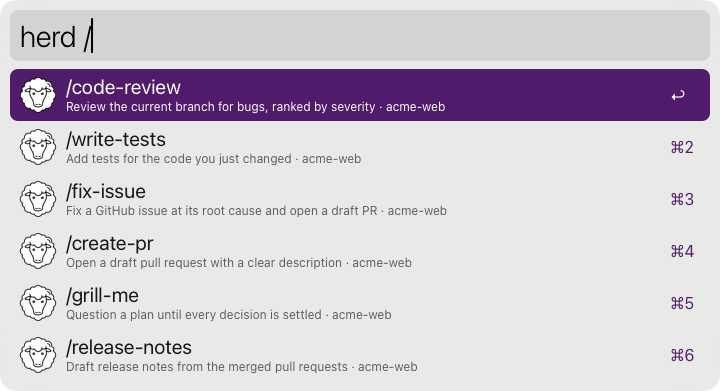 herd /
/code-review
Review the current branch for bugs, ranked by severity · acme-web
↩
/write-tests
Add tests for the code you just changed · acme-web
⌘2
/fix-issue
Fix a GitHub issue at its root cause and open a draft PR · acme-web
⌘3
/create-pr
Open a draft pull request with a clear description · acme-web
⌘4
/grill-me
Question a plan until every decision is settled · acme-web
⌘5
/release-notes
Draft release notes from the merged pull requests · acme-web
⌘6